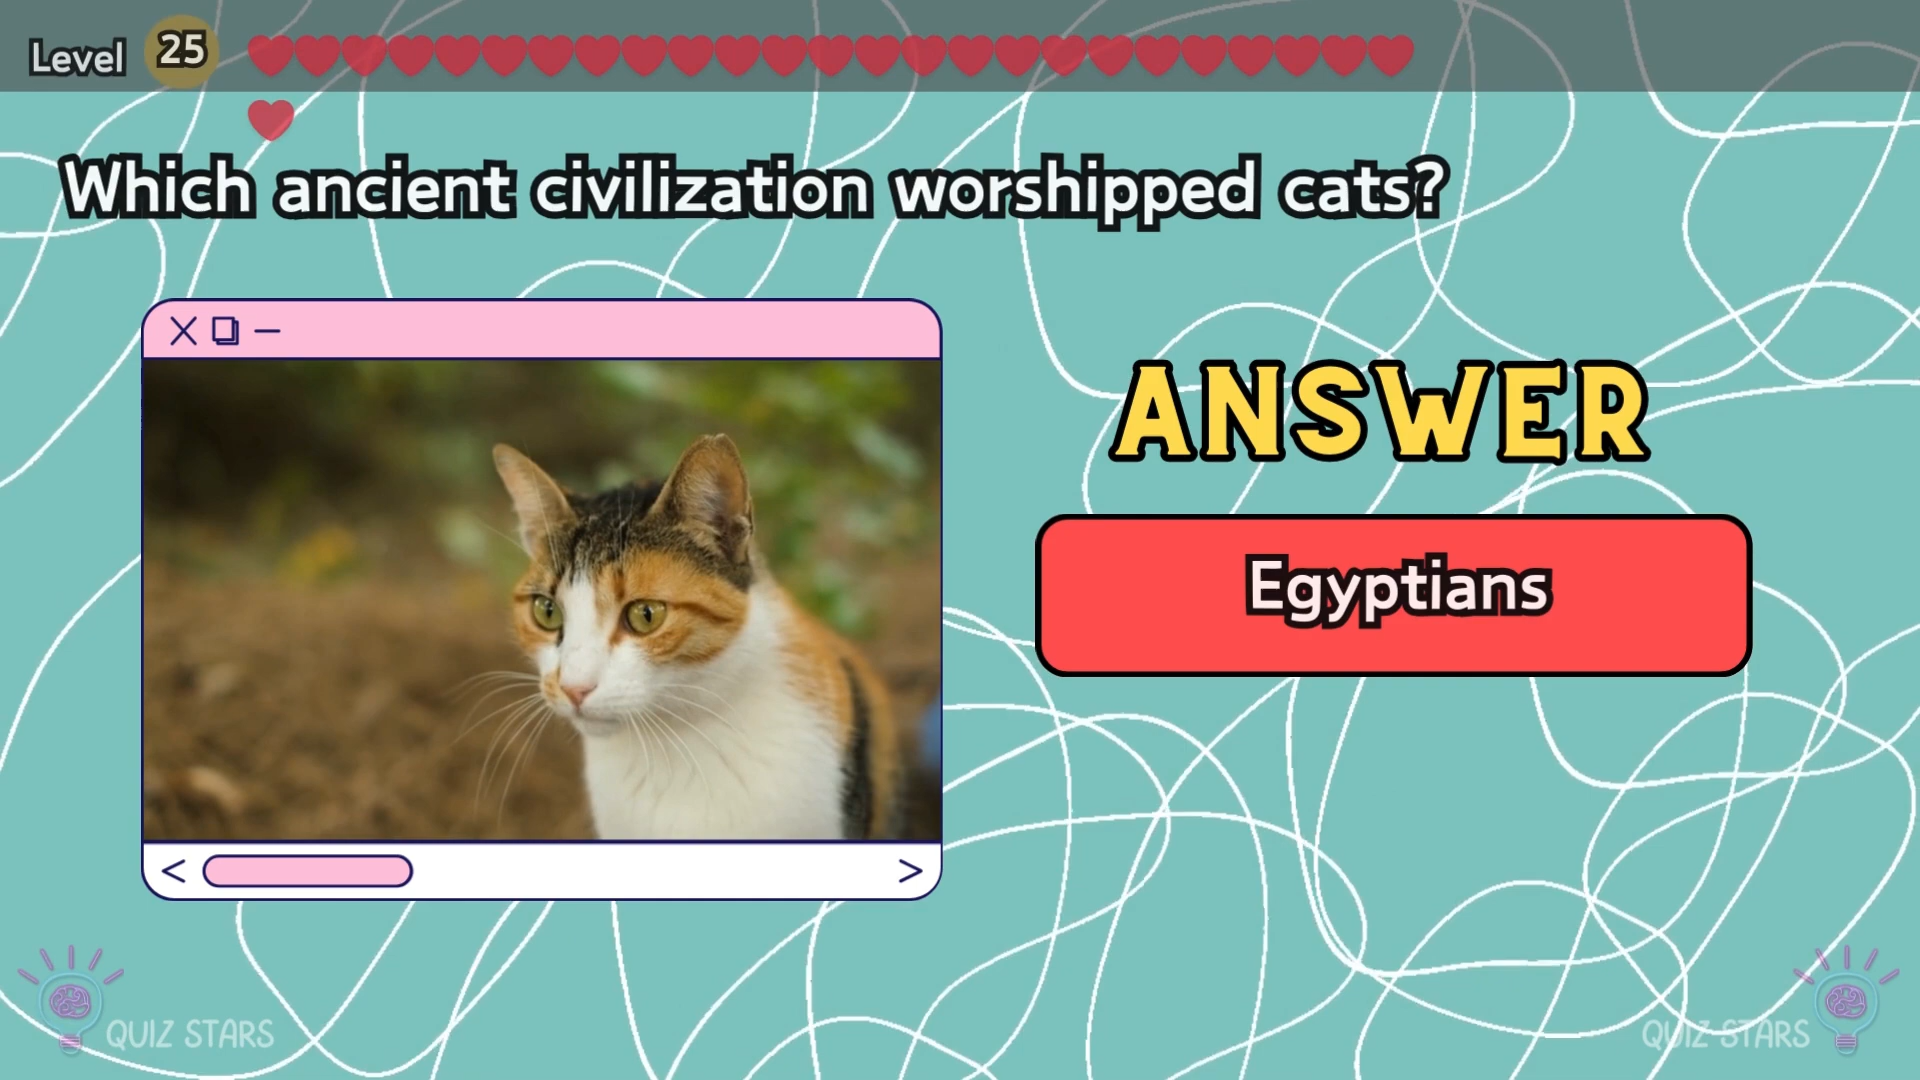 Level 25
Which ancient civilization worshipped cats?
ANSWER
Egyptians
QUIZ STARS
QUIZ STARS